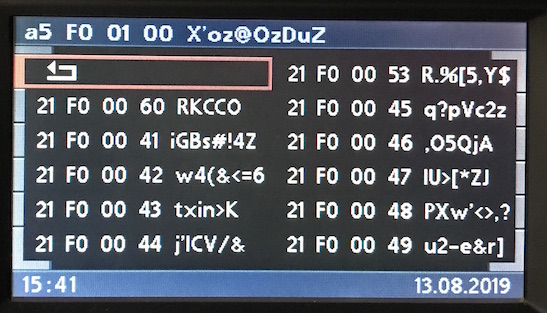 a5 F0 01 00 X'oz@OzDuZ
21 F0 00 53 R.%[5,Y$
21 F0 00 60 RKCCO 21 F0 00 45 q?pVc2z
21 F0 00 41 iGBs#!4Z 21 F0 00 46 ,O5QjA
21 F0 00 42 w4(&<=6 21 F0 00 47 IU>[*ZJ
21 F0 00 43 txin>K 21 F0 00 48 PXw'<>,?
21 F0 00 44 j'ICV/& 21 F0 00 49 u2-e&r]
15:41 13.08.2019